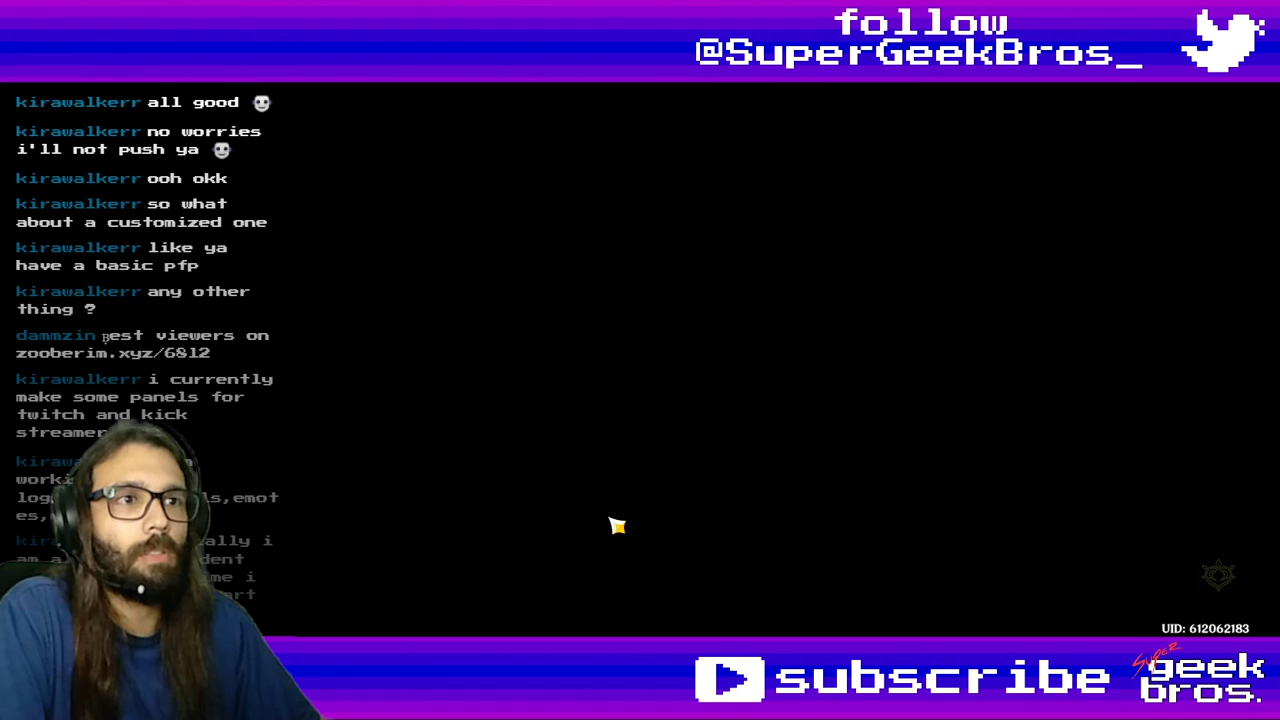 follow
@SuperGeekBros_
kirawalkerr all good
kirawalkerr no worries
i'll not push ya
kirawalkerr ooh okk
kirawalkerr so what
about a customized one
kirawalkerr like ya
have a basic pfp
kirawalkerr any other
thing ?
dammzin Best viewers on
zooberim.xyz/6812
kirawalkerr i currently
make some panels for
twitch and kick
UID: 612062183
subscribe
SUPER
geek
bros.